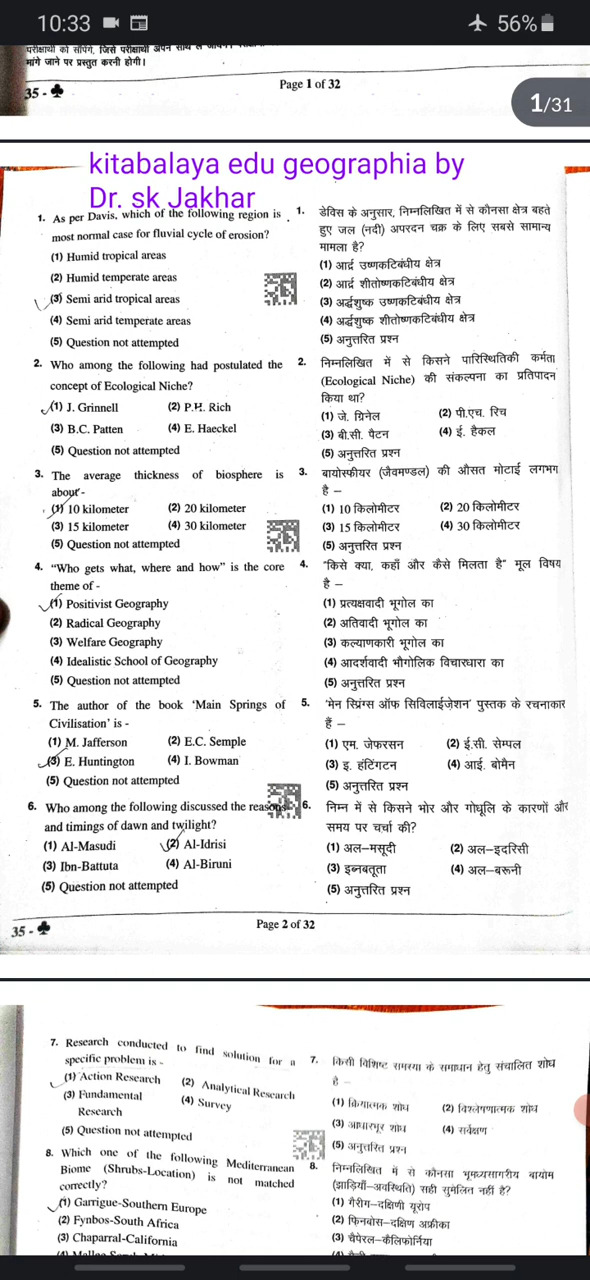 10:33
56%
परीक्षार्थी को सौंपेंगे, जिसे परीक्षार्थी अपने साथ ले
मांगे जाने पर प्रस्तुत करनी होगी।
35 - ♣
Page 1 of 32
1/31
kitabalaya edu geographia by
Dr. sk Jakhar
1. As per Davis, which of the following region is
most normal case for fluvial cycle of erosion?
(1) Humid tropical areas
(2) Humid temperate areas
(3) Semi arid tropical areas
(4) Semi arid temperate areas
(5) Question not attempted
2. Who among the following had postulated the
concept of Ecological Niche?
(1) J. Grinnell (2) P.H. Rich
(3) B.C. Patten (4) E. Haeckel
(5) Question not attempted
3. The average thickness of biosphere is
about-
(1) 10 kilometer (2) 20 kilometer
(3) 15 kilometer (4) 30 kilometer
(5) Question not attempted
4. “Who gets what, where and how” is the core
theme of -
(1) Positivist Geography
(2) Radical Geography
(3) Welfare Geography
(4) Idealistic School of Geography
(5) Question not attempted
5. The author of the book ‘Main Springs of
Civilisation’ is -
(1) M. Jafferson (2) E.C. Semple
(3) E. Huntington (4) I. Bowman
(5) Question not attempted
6. Who among the following discussed the reasons
and timings of dawn and twilight?
(1) Al-Masudi (2) Al-Idrisi
(3) Ibn-Battuta (4) Al-Biruni
(5) Question not attempted
1. डेविस के अनुसार, निम्नलिखित में से कौनसा क्षेत्र बहते
हुए जल (नदी) अपरदन चक्र के लिए सबसे सामान्य
मामला है?
(1) आर्द्र उष्णकटिबंधीय क्षेत्र
(2) आर्द्र शीतोष्णकटिबंधीय क्षेत्र
(3) अर्द्धशुष्क उष्णकटिबंधीय क्षेत्र
(4) अर्द्धशुष्क शीतोष्णकटिबंधीय क्षेत्र
(5) अनुत्तरित प्रश्न
2. निम्नलिखित में से किसने पारिस्थितिकी कर्मता
(Ecological Niche) की संकल्पना का प्रतिपादन
किया था?
(1) जे. ग्रिनेल (2) पी.एच. रिच
(3) बी.सी. पैटन (4) ई. हैकल
(5) अनुत्तरित प्रश्न
3. बायोस्फीयर (जैवमण्डल) की औसत मोटाई लगभग
है –
(1) 10 किलोमीटर (2) 20 किलोमीटर
(3) 15 किलोमीटर (4) 30 किलोमीटर
(5) अनुत्तरित प्रश्न
4. “किसे क्या, कहाँ और कैसे मिलता है” मूल विषय
है –
(1) प्रत्यक्षवादी भूगोल का
(2) अतिवादी भूगोल का
(3) कल्याणकारी भूगोल का
(4) आदर्शवादी भौगोलिक विचारधारा का
(5) अनुत्तरित प्रश्न
5. ‘मेन स्प्रिंग्स ऑफ सिविलाईज़ेशन’ पुस्तक के रचनाकार
हैं –
(1) एम. जेफरसन (2) ई.सी. सेम्पल
(3) इ. हंटिंगटन (4) आई. बोमैन
(5) अनुत्तरित प्रश्न
6. निम्न में से किसने भोर और गोधूलि के कारणों और
समय पर चर्चा की?
(1) अल–मसूदी (2) अल–इदरिसी
(3) इब्नबतूता (4) अल–बरूनी
(5) अनुत्तरित प्रश्न
35 - ♣
Page 2 of 32
7. Research conducted to find solution for a
specific problem is -
(1) Action Research (2) Analytical Research
(3) Fundamental (4) Survey
Research
(5) Question not attempted
8. Which one of the following Mediterranean
Biome (Shrubs-Location) is not matched
correctly?
(1) Garrigue-Southern Europe
(2) Fynbos-South Africa
(3) Chaparral-California
7. किसी विशिष्ट समस्या के समाधान हेतु संचालित शोध
है –
(1) क्रियात्मक शोध (2) विश्लेषणात्मक शोध
(3) आधारभूत शोध (4) सर्वेक्षण
(5) अनुत्तरित प्रश्न
8. निम्नलिखित में से कौनसा भूमध्यसागरीय बायोम
(झाड़ियाँ–अवस्थिति) सही सुमेलित नहीं है?
(1) गैरीग–दक्षिणी यूरोप
(2) फिनबोस–दक्षिण अफ्रीका
(3) चैपेरल–कैलिफोर्निया